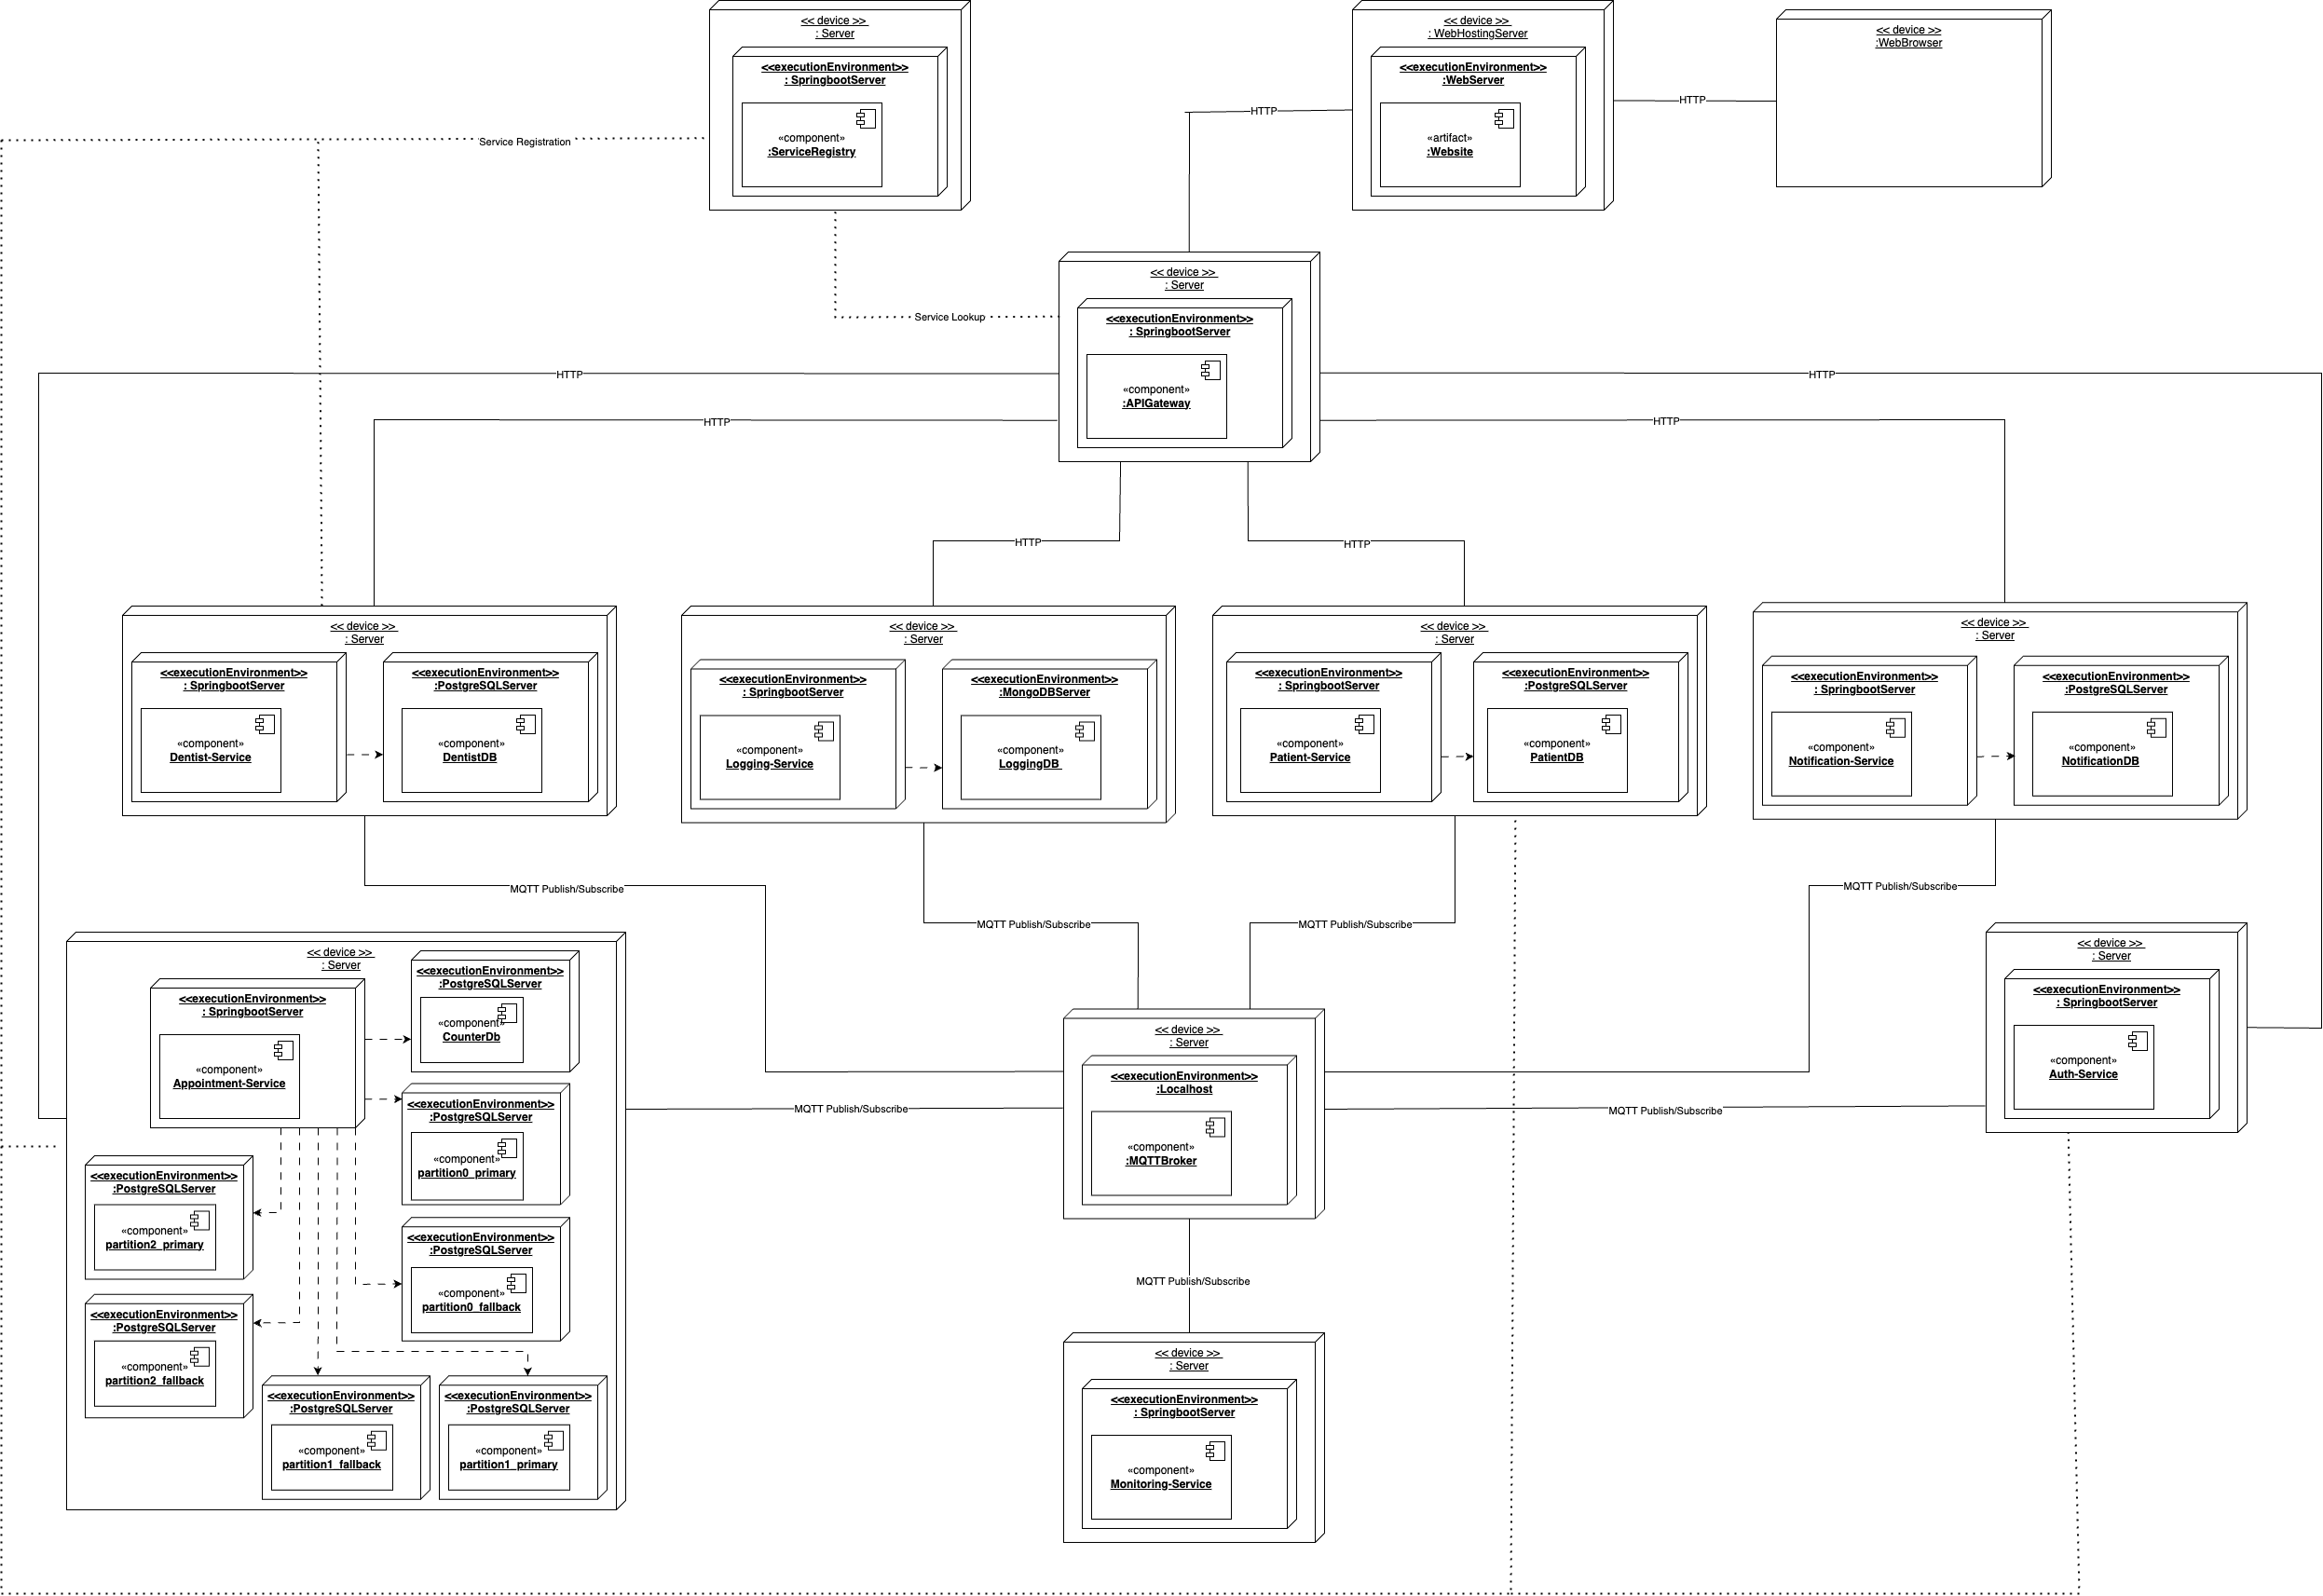 << device >>
: Server
<<executionEnvironment>>
: SpringbootServer
«component»
:ServiceRegistry
<< device >>
: WebHostingServer
<<executionEnvironment>>
:WebServer
«artifact»
:Website
<< device >>
:WebBrowser
HTTP
HTTP
Service Registration
<< device >>
: Server
<<executionEnvironment>>
: SpringbootServer
«component»
:APIGateway
Service Lookup
HTTP
HTTP
HTTP
HTTP
HTTP
HTTP
<< device >>
: Server
<<executionEnvironment>>
: SpringbootServer
«component»
Dentist-Service
<<executionEnvironment>>
:PostgreSQLServer
«component»
DentistDB
<< device >>
: Server
<<executionEnvironment>>
: SpringbootServer
«component»
Logging-Service
<<executionEnvironment>>
:MongoDBServer
«component»
LoggingDB
<< device >>
: Server
<<executionEnvironment>>
: SpringbootServer
«component»
Patient-Service
<<executionEnvironment>>
:PostgreSQLServer
«component»
PatientDB
<< device >>
: Server
<<executionEnvironment>>
: SpringbootServer
«component»
Notification-Service
<<executionEnvironment>>
:PostgreSQLServer
«component»
NotificationDB
MQTT Publish/Subscribe
MQTT Publish/Subscribe
MQTT Publish/Subscribe
MQTT Publish/Subscribe
<< device >>
: Server
<<executionEnvironment>>
: SpringbootServer
«component»
Appointment-Service
<<executionEnvironment>>
:PostgreSQLServer
«component»
CounterDb
<<executionEnvironment>>
:PostgreSQLServer
«component»
partition0_primary
<<executionEnvironment>>
:PostgreSQLServer
«component»
partition2_primary
<<executionEnvironment>>
:PostgreSQLServer
«component»
partition0_fallback
<<executionEnvironment>>
:PostgreSQLServer
«component»
partition2_fallback
<<executionEnvironment>>
:PostgreSQLServer
«component»
partition1_fallback
<<executionEnvironment>>
:PostgreSQLServer
«component»
partition1_primary
MQTT Publish/Subscribe
<< device >>
: Server
<<executionEnvironment>>
:Localhost
«component»
:MQTTBroker
MQTT Publish/Subscribe
<< device >>
: Server
<<executionEnvironment>>
: SpringbootServer
«component»
Auth-Service
MQTT Publish/Subscribe
<< device >>
: Server
<<executionEnvironment>>
: SpringbootServer
«component»
Monitoring-Service